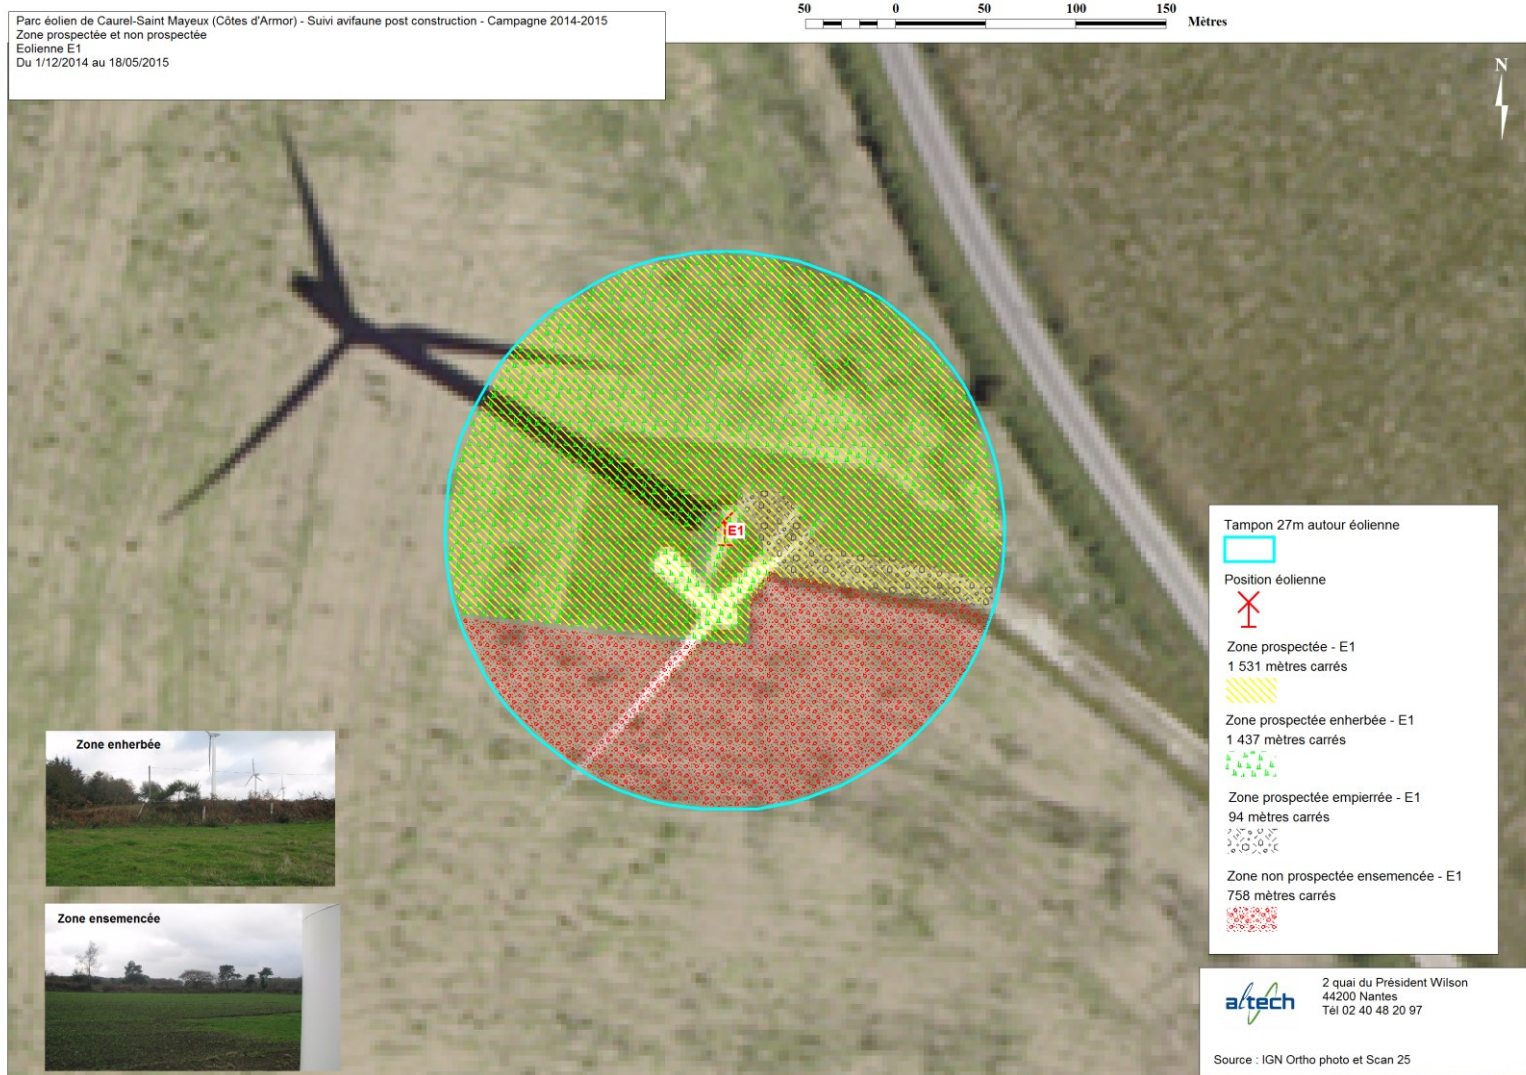 Parc éolien de Caurel-Saint Mayeux (Côtes d'Armor) - Suivi avifaune post construction - Campagne 2014-2015
Zone prospectée et non prospectée
Eolienne E1
Du 1/12/2014 au 18/05/2015
50 0 50 100 150 Mètres
N
E1
Tampon 27m autour éolienne
Position éolienne
Zone prospectée - E1
1 531 mètres carrés
Zone prospectée enherbée - E1
1 437 mètres carrés
Zone prospectée empierrée - E1
94 mètres carrés
Zone non prospectée ensemencée - E1
758 mètres carrés
Zone enherbée
Zone ensemencée
altech
2 quai du Président Wilson
44200 Nantes
Tél 02 40 48 20 97
Source : IGN Ortho photo et Scan 25